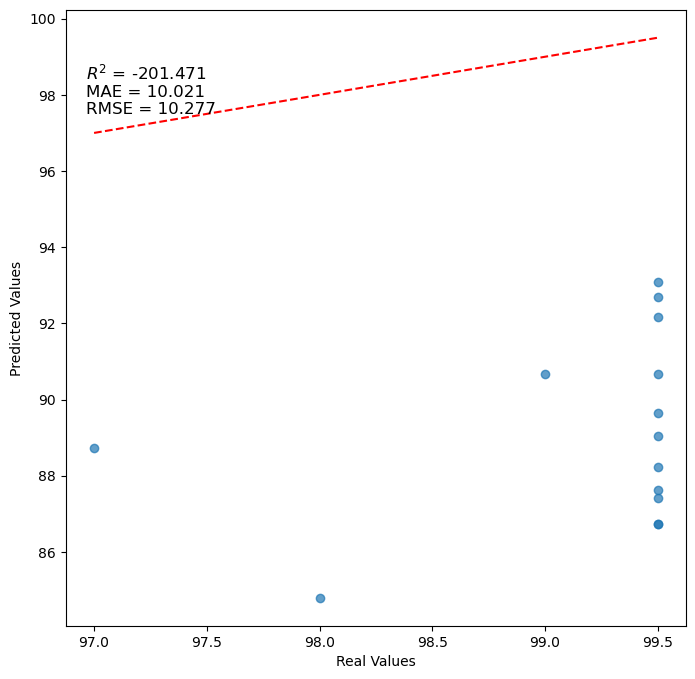 100
98
96
94
92
90
88
86
Predicted Values
R² = -201.471
MAE = 10.021
RMSE = 10.277
97.0 97.5 98.0 98.5 99.0 99.5
Real Values